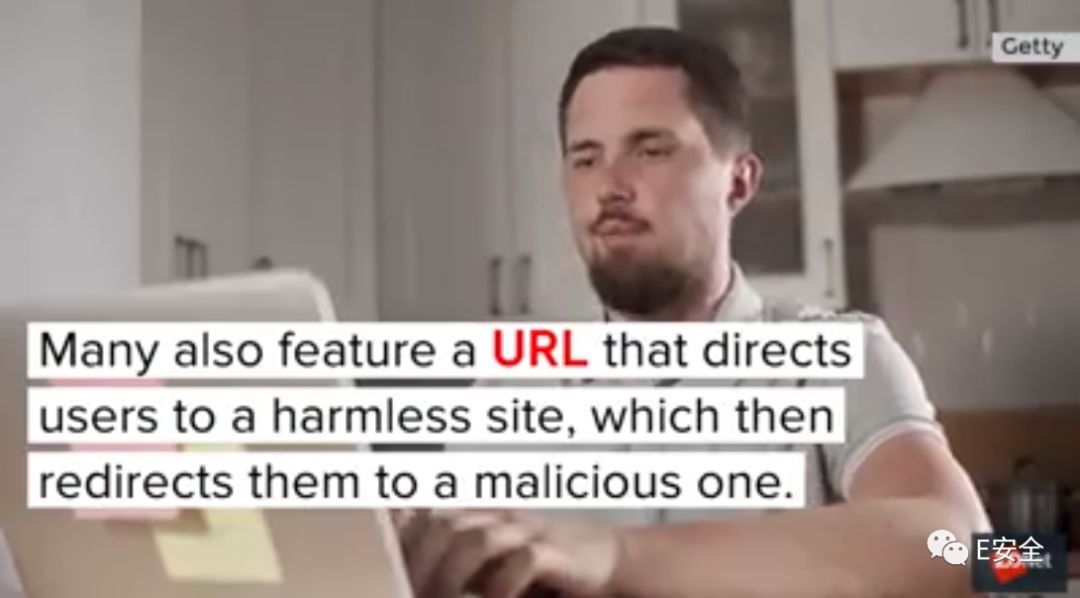 Getty
Many also feature a URL that directs
users to a harmless site, which then
redirects them to a malicious one.
E安全